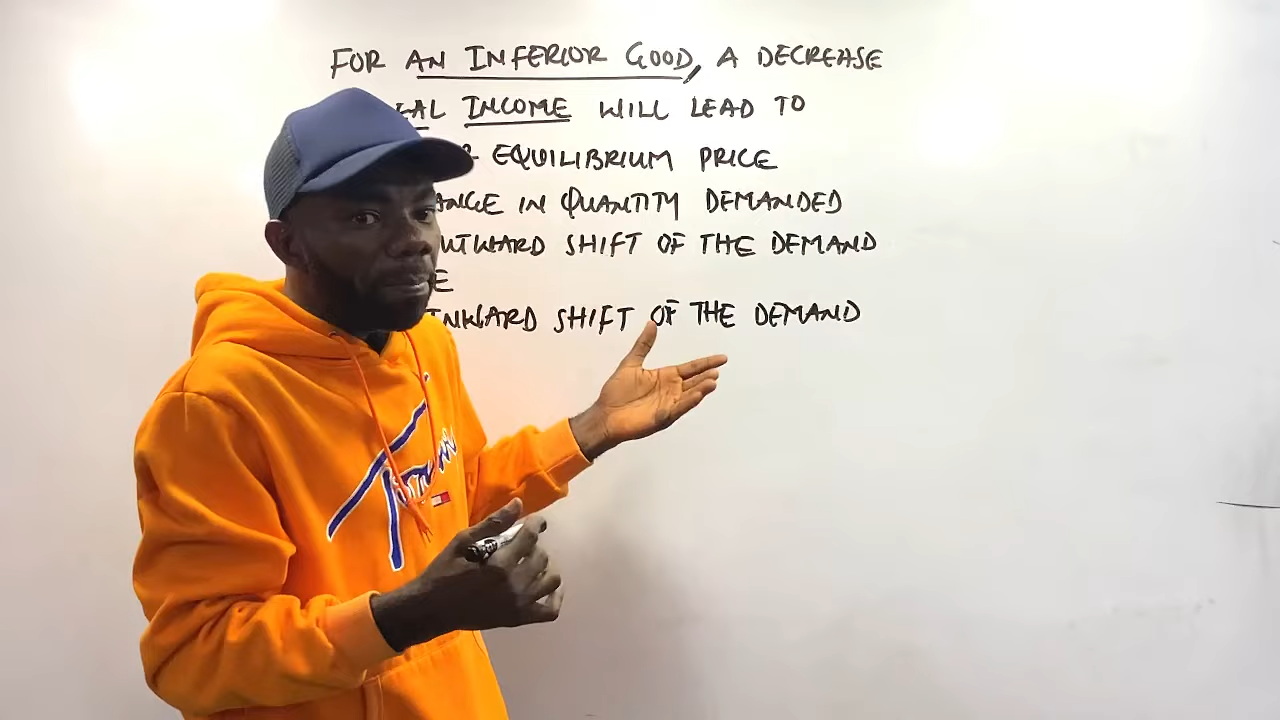 FOR AN INFERIOR GOOD, A DECREASE
INCOME WILL LEAD TO
EQUILIBRIUM PRICE
IN QUANTITY DEMANDED
SHIFT OF THE DEMAND
INWARD SHIFT OF THE DEMAND